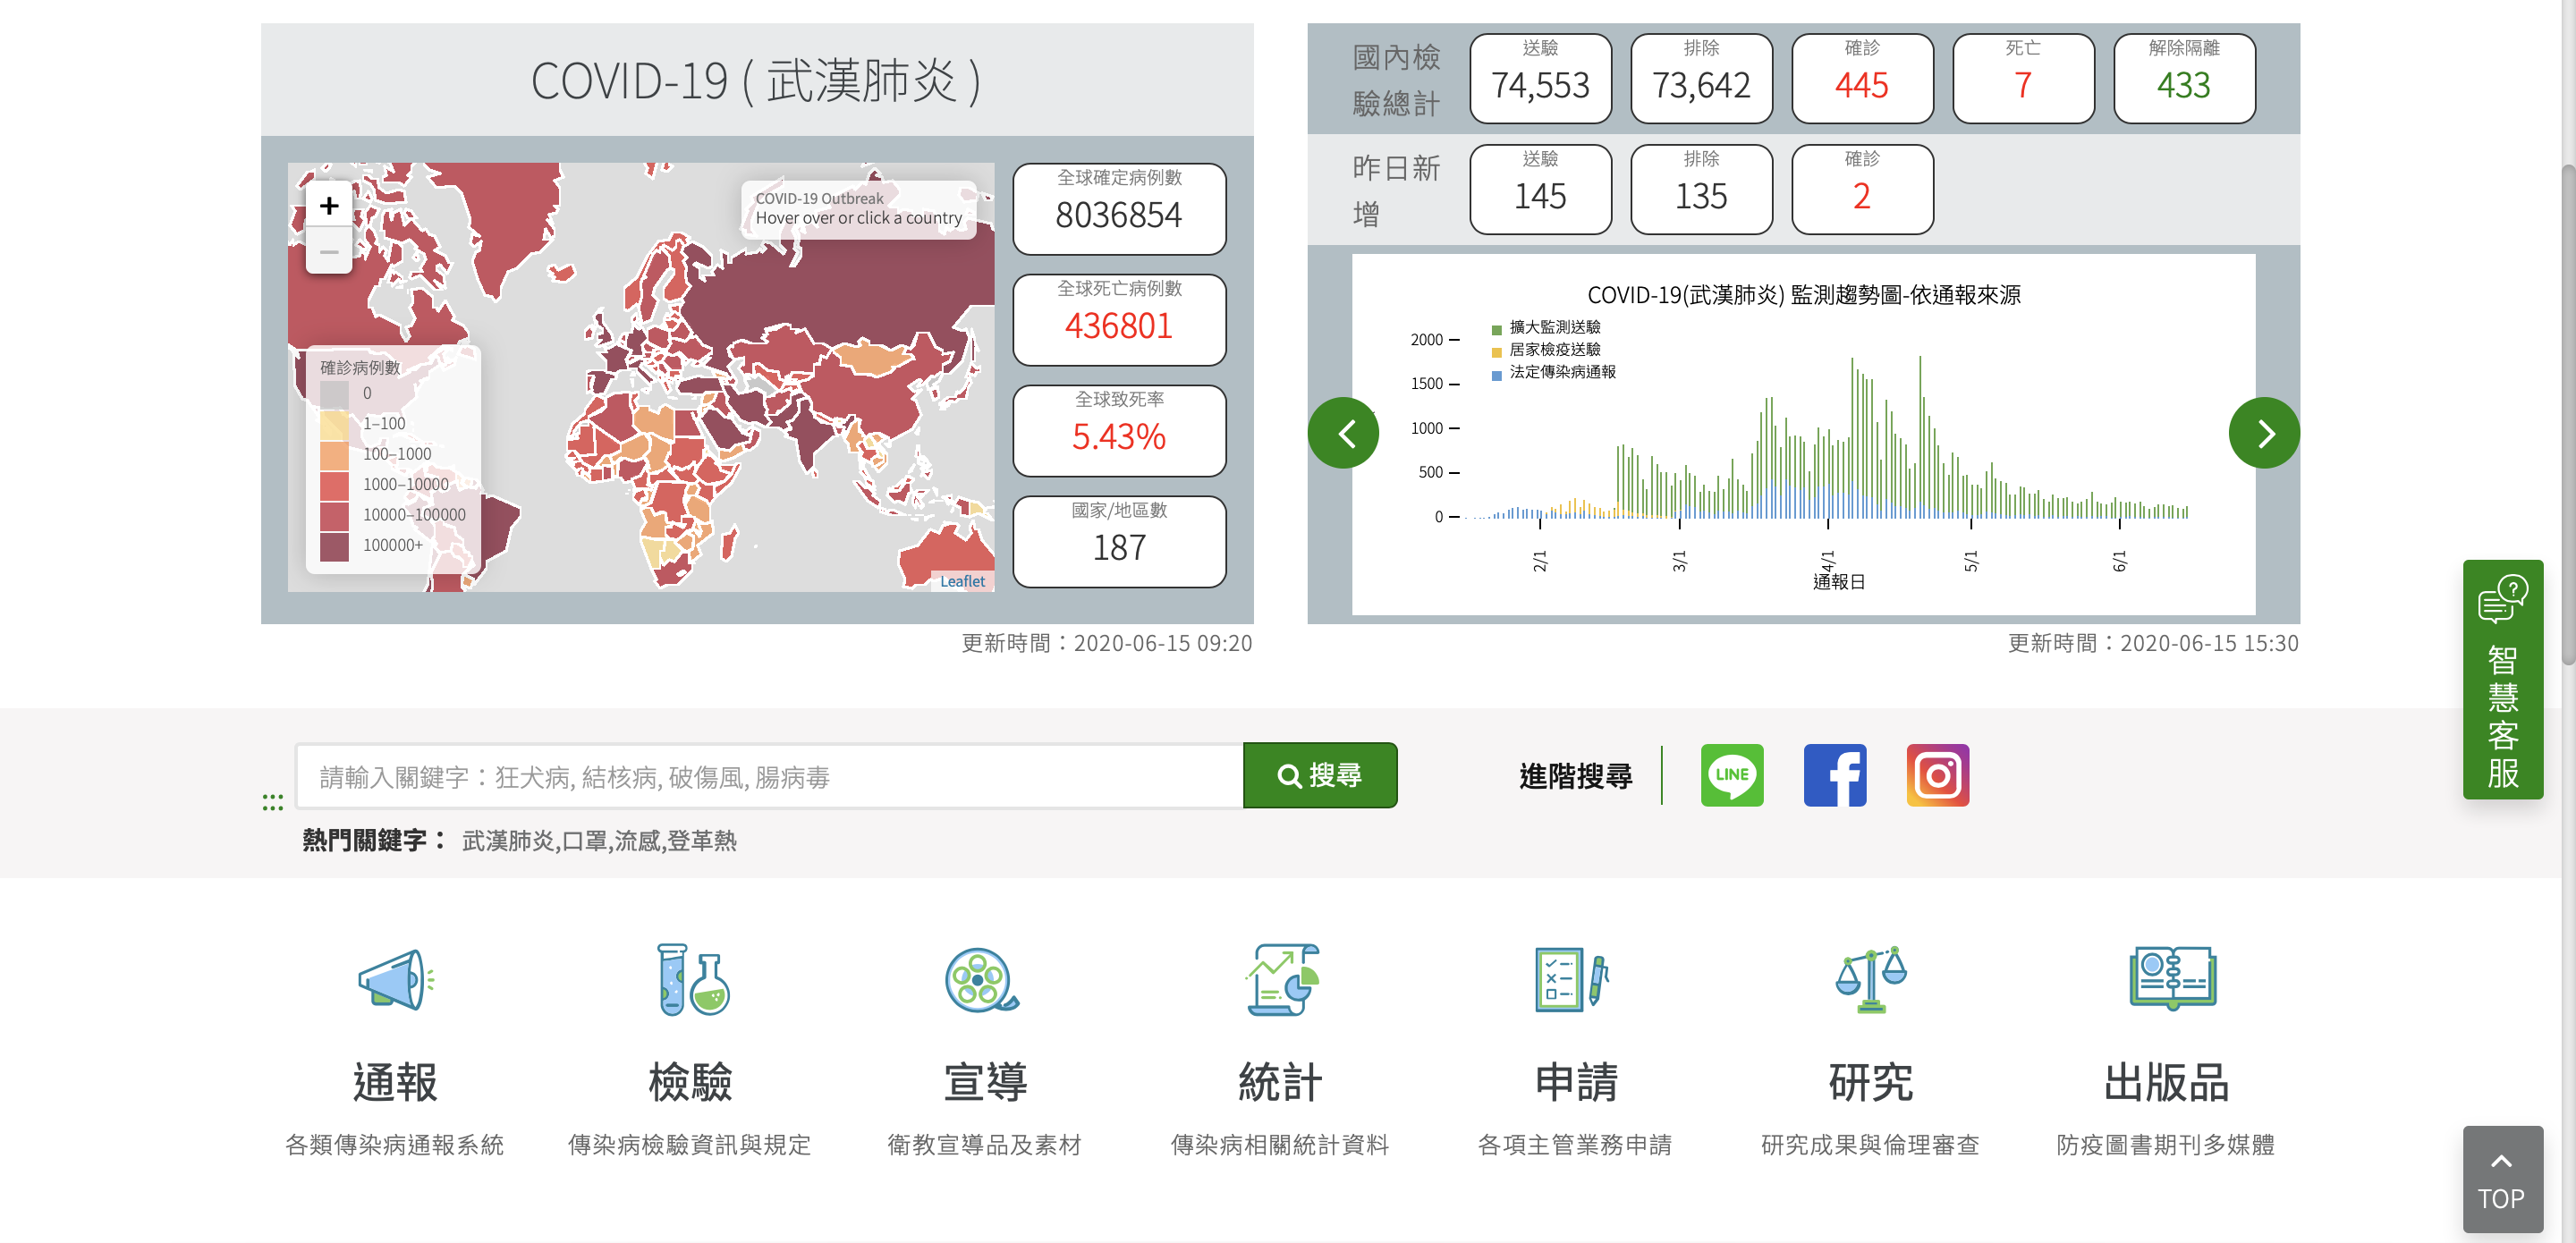 COVID-19 ( 武漢肺炎 )
+
−
COVID-19 Outbreak
Hover over or click a country
確診病例數
0
1–100
100–1000
1000–10000
10000–100000
100000+
Leaflet
全球確定病例數
8036854
全球死亡病例數
436801
全球致死率
5.43%
國家/地區數
187
更新時間：2020-06-15 09:20
國內檢
驗總計
送驗
74,553
排除
73,642
確診
445
死亡
7
解除隔離
433
昨日新
增
送驗
145
排除
135
確診
2
COVID-19(武漢肺炎) 監測趨勢圖-依通報來源
擴大監測送驗
居家檢疫送驗
法定傳染病通報
2000
1500
1000
500
0
2/1
3/1
4/1
5/1
6/1
通報日
更新時間：2020-06-15 15:30
請輸入關鍵字：狂犬病, 結核病, 破傷風, 腸病毒
搜尋
進階搜尋
LINE
熱門關鍵字： 武漢肺炎,口罩,流感,登革熱
智慧客服
通報
各類傳染病通報系統
檢驗
傳染病檢驗資訊與規定
宣導
衛教宣導品及素材
統計
傳染病相關統計資料
申請
各項主管業務申請
研究
研究成果與倫理審查
出版品
防疫圖書期刊多媒體
TOP